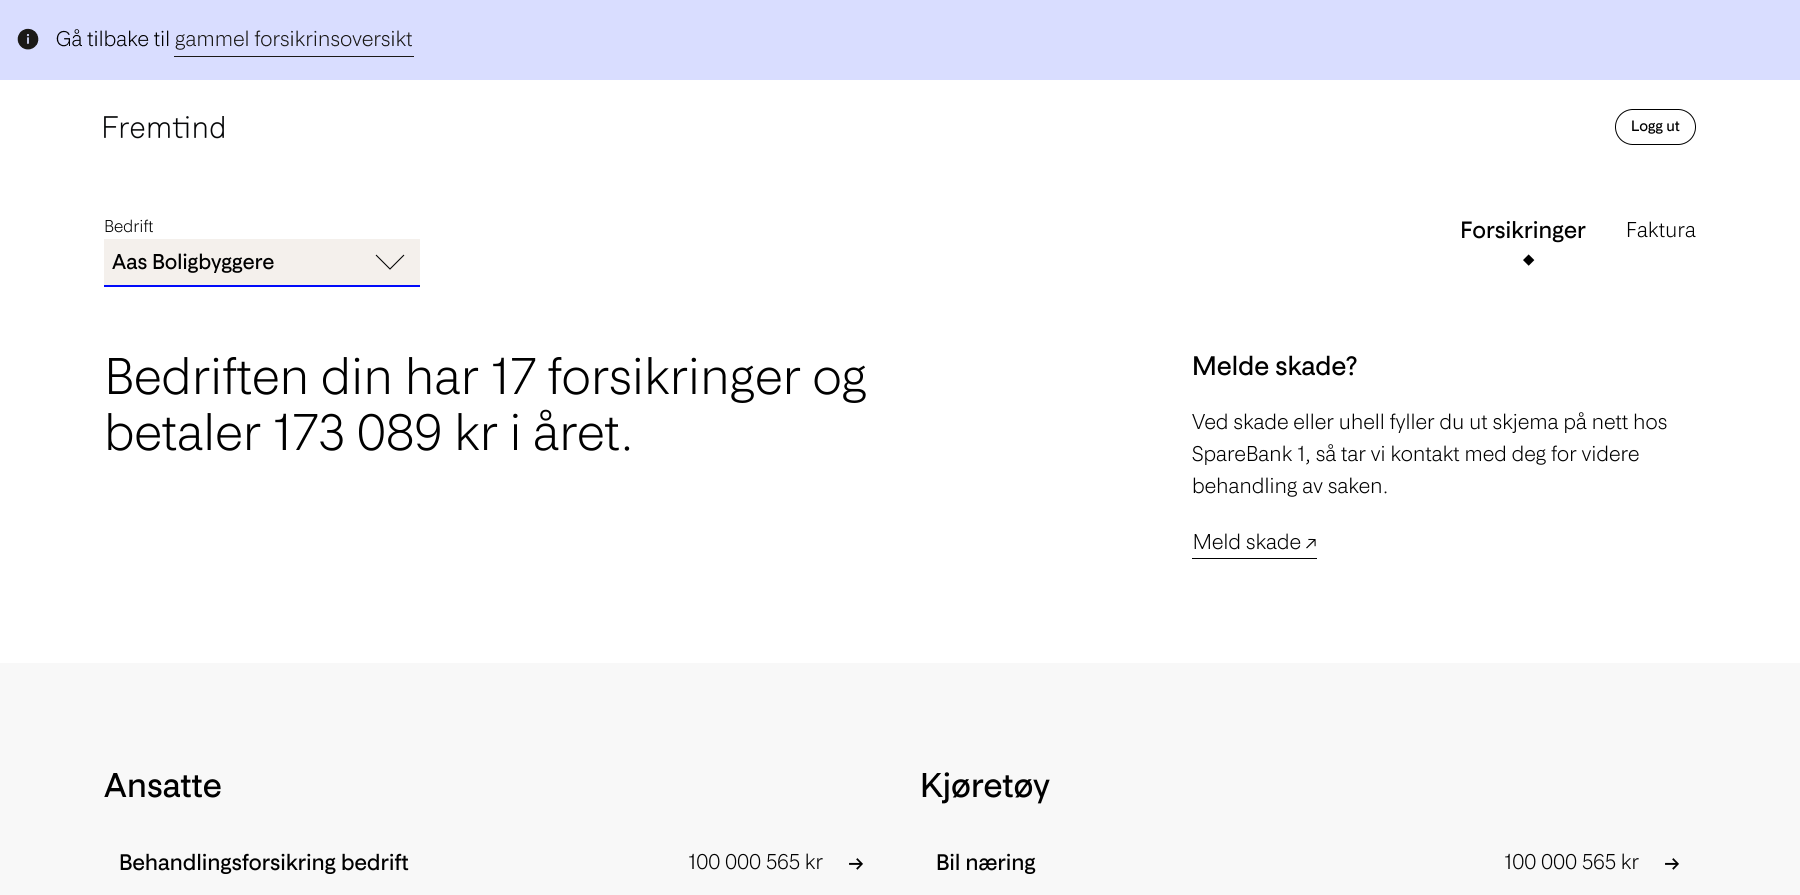 Gå tilbake til gammel forsikrinsoversikt
Fremtind
Logg ut
Bedrift
Aas Boligbyggere
Forsikringer
Faktura
Bedriften din har 17 forsikringer og
betaler 173 089 kr i året.
Melde skade?
Ved skade eller uhell fyller du ut skjema på nett hos
SpareBank 1, så tar vi kontakt med deg for videre
behandling av saken.
Meld skade
Ansatte
Behandlingsforsikring bedrift 100 000 565 kr
Kjøretøy
Bil næring 100 000 565 kr